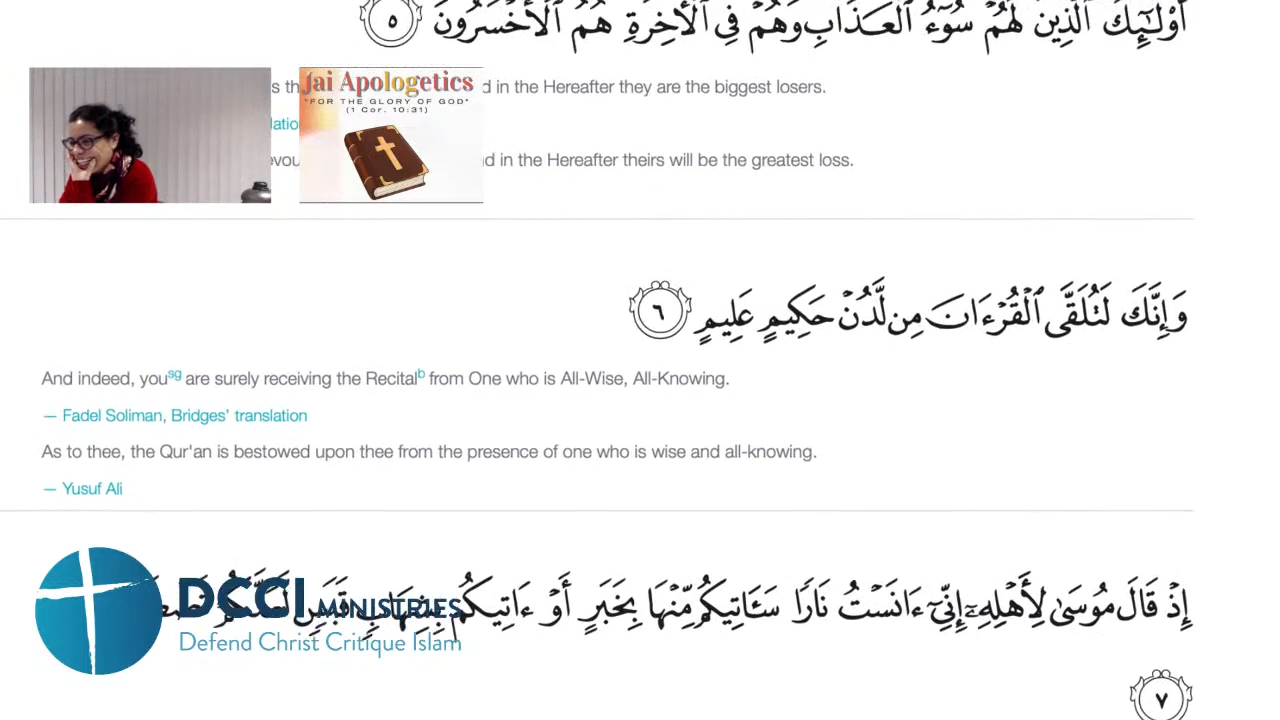 أُوْلَٰٓئِكَ ٱلَّذِينَ لَهُمۡ سُوٓءُ ٱلۡعَذَابِ وَهُمۡ فِي ٱلۡأٓخِرَةِ هُمُ ٱلۡأَخۡسَرُونَ ٥
Jai Apologetics
"FOR THE GLORY OF GOD"
(1 Cor. 10:31)
d in the Hereafter they are the biggest losers.
nd in the Hereafter theirs will be the greatest loss.
وَإِنَّكَ لَتُلَقَّى ٱلۡقُرۡءَانَ مِن لَّدُنۡ حَكِيمٍ عَلِيمٍ ٦
And indeed, you sg are surely receiving the Recital b from One who is All-Wise, All-Knowing.
— Fadel Soliman, Bridges’ translation
As to thee, the Qur'an is bestowed upon thee from the presence of one who is wise and all-knowing.
— Yusuf Ali
إِذۡ قَالَ مُوسَىٰ لِأَهۡلِهِۦٓ إِنِّيٓ ءَانَسۡتُ نَارٗا سَـَٔاتِيكُم مِّنۡهَا بِخَبَرٍ أَوۡ ءَاتِيكُم بِشِهَابٖ قَبَسٖ لَّعَلَّكُمۡ
٧
DCCI MINISTRIES
Defend Christ Critique Islam